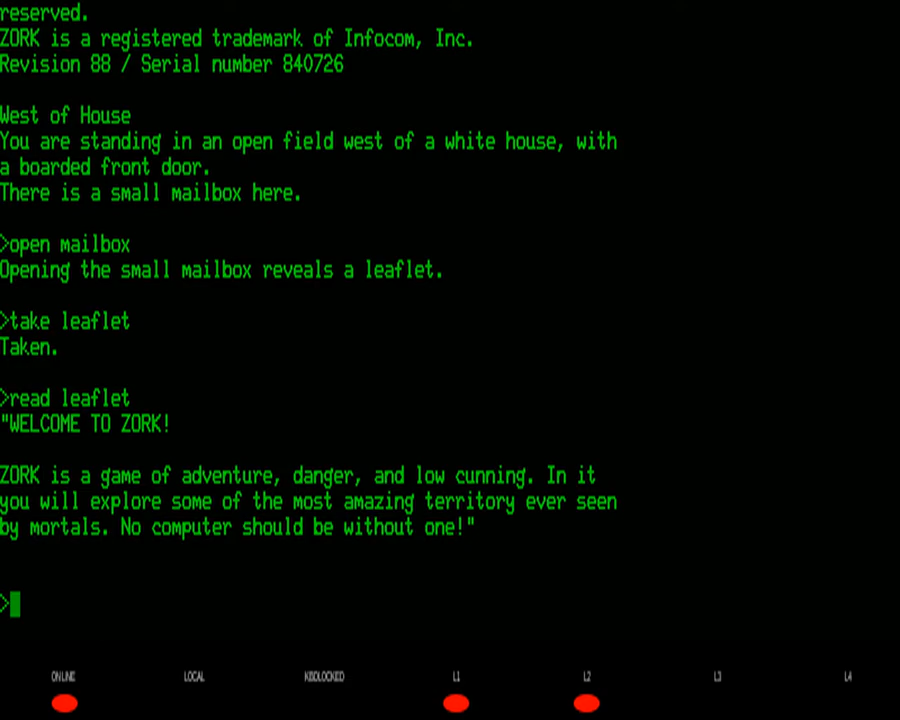 reserved.
ZORK is a registered trademark of Infocom, Inc.
Revision 88 / Serial number 840726
West of House
You are standing in an open field west of a white house, with
a boarded front door.
There is a small mailbox here.
>open mailbox
Opening the small mailbox reveals a leaflet.
>take leaflet
Taken.
>read leaflet
"WELCOME TO ZORK!
ZORK is a game of adventure, danger, and low cunning. In it
you will explore some of the most amazing territory ever seen
by mortals. No computer should be without one!"
>
ONLINE LOCAL KBDLOCKED L1 L2 L3 L4